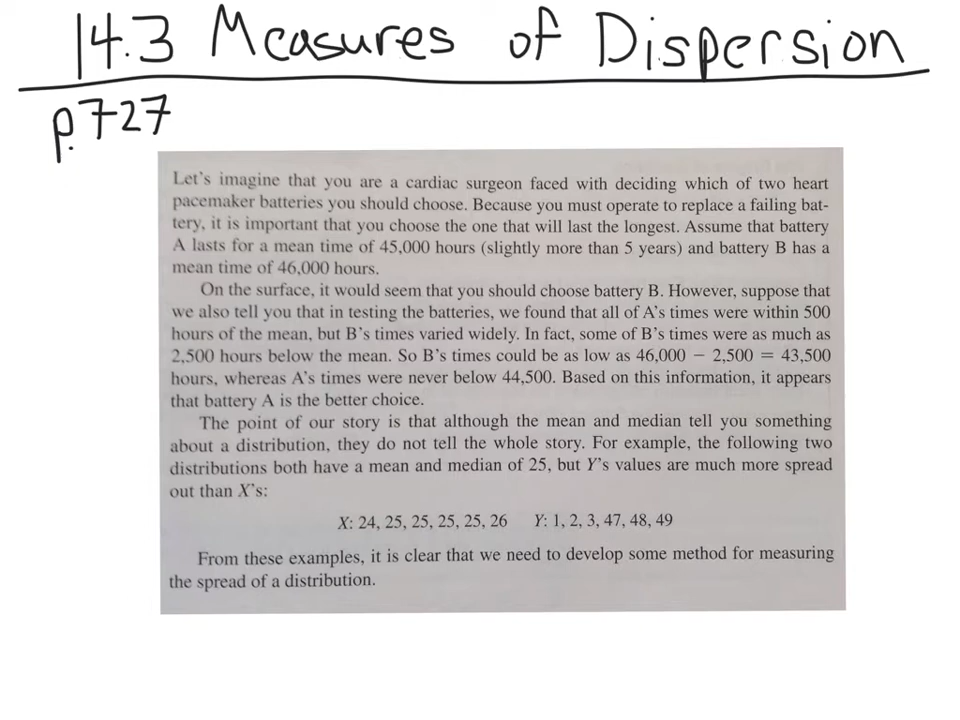 14.3 Measures of Dispersion
p.727
Let's imagine that you are a cardiac surgeon faced with deciding which of two heart
pacemaker batteries you should choose. Because you must operate to replace a failing bat-
tery, it is important that you choose the one that will last the longest. Assume that battery
A lasts for a mean time of 45,000 hours (slightly more than 5 years) and battery B has a
mean time of 46,000 hours.
On the surface, it would seem that you should choose battery B. However, suppose that
we also tell you that in testing the batteries, we found that all of A's times were within 500
hours of the mean, but B's times varied widely. In fact, some of B's times were as much as
2,500 hours below the mean. So B's times could be as low as 46,000 − 2,500 = 43,500
hours, whereas A's times were never below 44,500. Based on this information, it appears
that battery A is the better choice.
The point of our story is that although the mean and median tell you something
about a distribution, they do not tell the whole story. For example, the following two
distributions both have a mean and median of 25, but Y's values are much more spread
out than X's:
X: 24, 25, 25, 25, 25, 26 Y: 1, 2, 3, 47, 48, 49
From these examples, it is clear that we need to develop some method for measuring
the spread of a distribution.